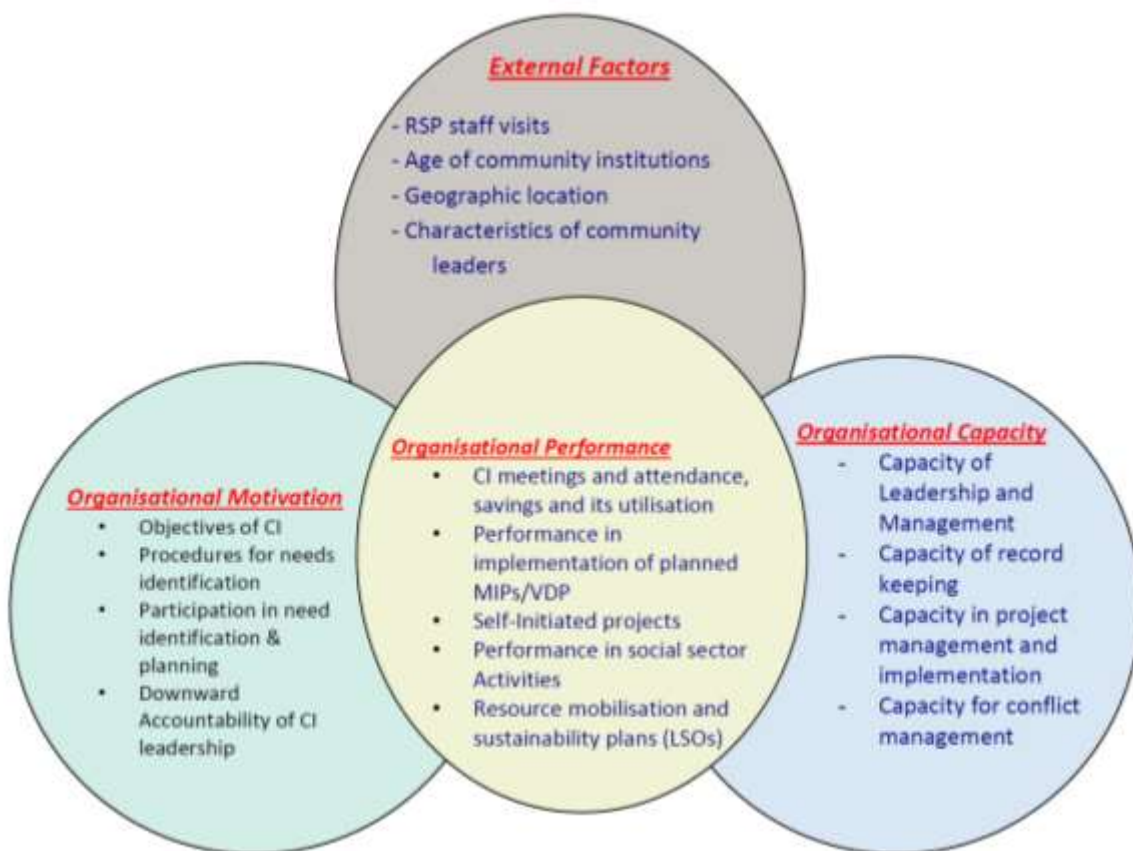 External Factors
- RSP staff visits
- Age of community institutions
- Geographic location
- Characteristics of community
leaders
Organisational Motivation
• Objectives of CI
• Procedures for needs
identification
• Participation in need
identification &
planning
• Downward
Accountability of CI
leadership
Organisational Performance
• CI meetings and attendance,
savings and its utilisation
• Performance in
implementation of planned
MIPs/VDP
• Self-Initiated projects
• Performance in social sector
Activities
• Resource mobilisation and
sustainability plans (LSOs)
Organisational Capacity
- Capacity of
Leadership and
Management
- Capacity of record
keeping
- Capacity in project
management and
implementation
- Capacity for conflict
management